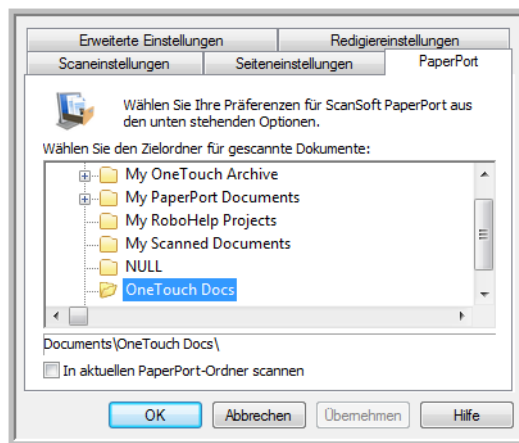 Erweiterte Einstellungen
Redigiereinstellungen
Scaneinstellungen
Seiteneinstellungen
PaperPort
Wählen Sie Ihre Präferenzen für ScanSoft PaperPort aus
den unten stehenden Optionen.
Wählen Sie den Zielordner für gescannte Dokumente:
My OneTouch Archive
My PaperPort Documents
My RoboHelp Projects
My Scanned Documents
NULL
OneTouch Docs
Documents\OneTouch Docs\
In aktuellen PaperPort-Ordner scannen
OK
Abbrechen
Übernehmen
Hilfe